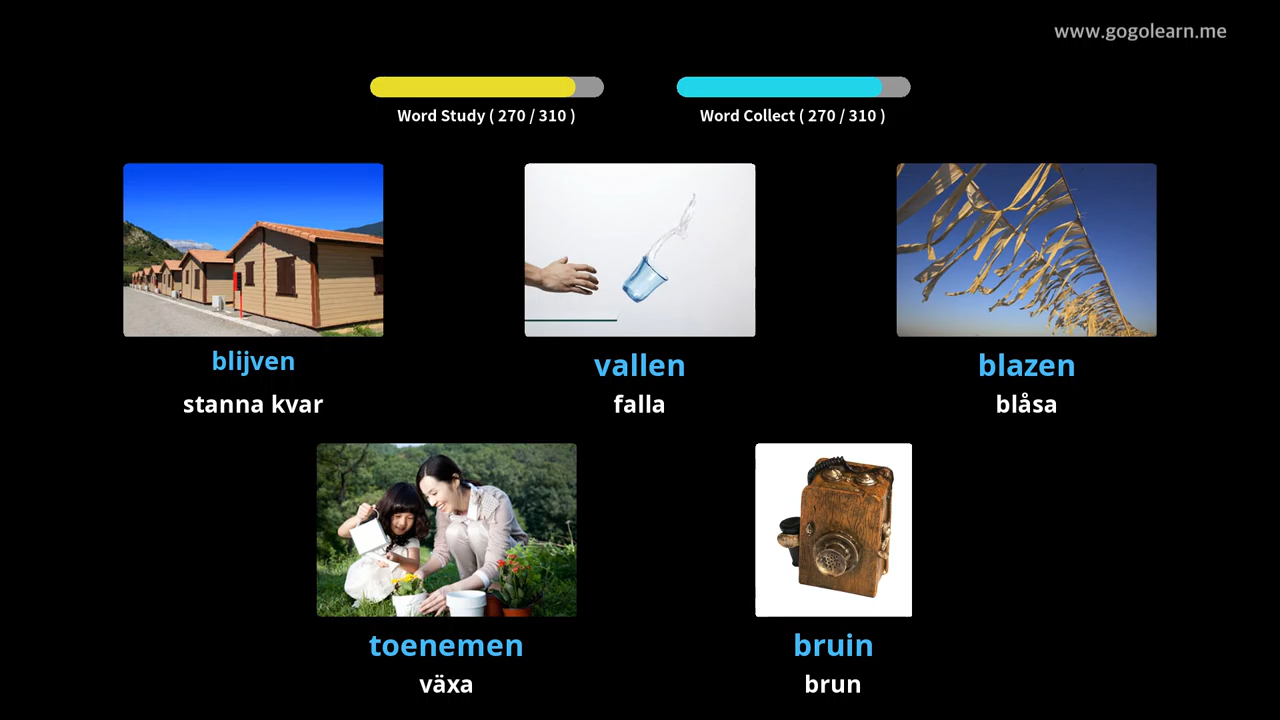 www.gogolearn.me
Word Study ( 270 / 310 )
Word Collect ( 270 / 310 )
blijven
stanna kvar
vallen
falla
blazen
blåsa
toenemen
växa
bruin
brun